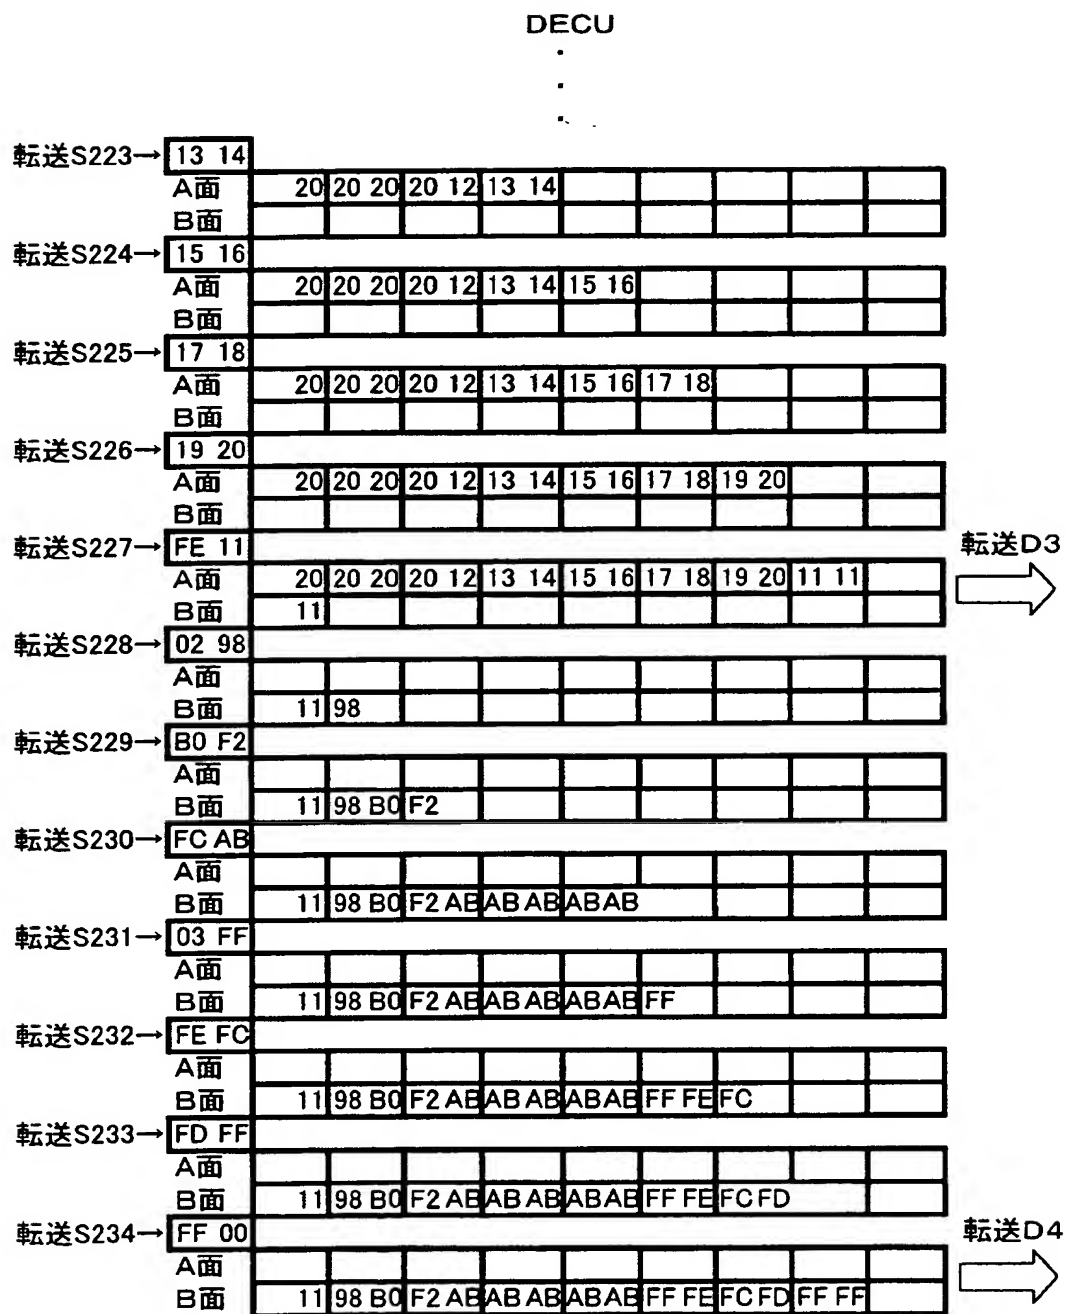 DECU
転送S223→ 13 14
A面 20 20 20 20 12 13 14
B面
転送S224→ 15 16
A面 20 20 20 20 12 13 14 15 16
B面
転送S225→ 17 18
A面 20 20 20 20 12 13 14 15 16 17 18
B面
転送S226→ 19 20
A面 20 20 20 20 12 13 14 15 16 17 18 19 20
B面
転送S227→ FE 11 転送D3
A面 20 20 20 20 12 13 14 15 16 17 18 19 20 11 11
B面 11
転送S228→ 02 98
A面
B面 11 98
転送S229→ B0 F2
A面
B面 11 98 B0 F2
転送S230→ FC AB
A面
B面 11 98 B0 F2 AB AB AB AB AB
転送S231→ 03 FF
A面
B面 11 98 B0 F2 AB AB AB AB AB FF
転送S232→ FE FC
A面
B面 11 98 B0 F2 AB AB AB AB AB FF FE FC
転送S233→ FD FF
A面
B面 11 98 B0 F2 AB AB AB AB AB FF FE FC FD
転送S234→ FF 00 転送D4
A面
B面 11 98 B0 F2 AB AB AB AB AB FF FE FC FD FF FF